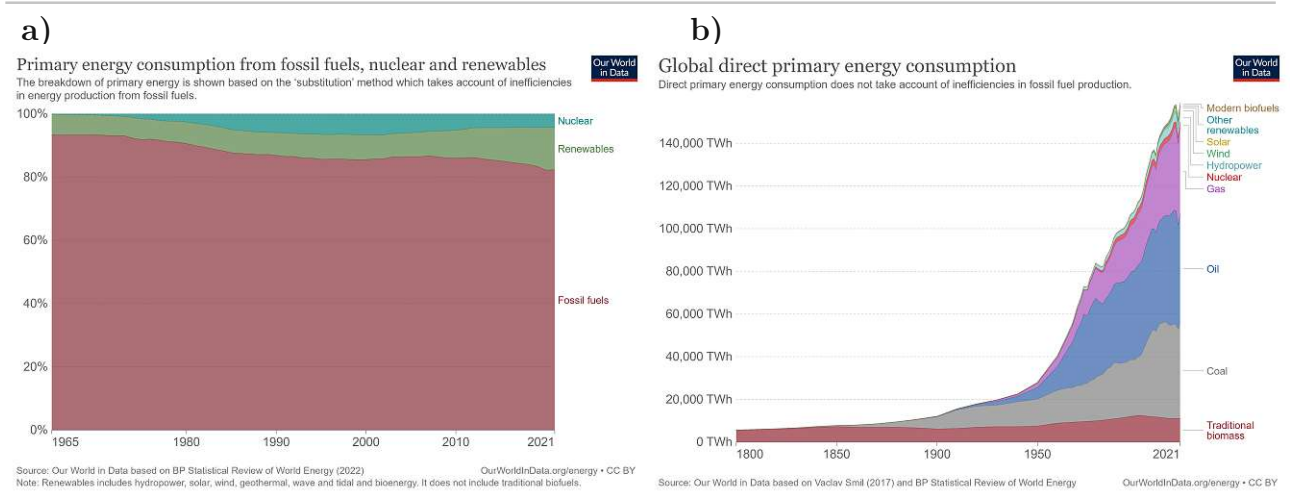 a)
Primary energy consumption from fossil fuels, nuclear and renewables
The breakdown of primary energy is shown based on the 'substitution' method which takes account of inefficiencies
in energy production from fossil fuels.
Our World
in Data
100%
80%
60%
40%
20%
0%
Nuclear
Renewables
Fossil fuels
1965
1980
1990
2000
2010
2021
Source: Our World in Data based on BP Statistical Review of World Energy (2022)
OurWorldInData.org/energy • CC BY
Note: Renewables includes hydropower, solar, wind, geothermal, wave and tidal and bioenergy. It does not include traditional biofuels.
b)
Global direct primary energy consumption
Direct primary energy consumption does not take account of inefficiencies in fossil fuel production.
Our World
in Data
140,000 TWh
120,000 TWh
100,000 TWh
80,000 TWh
60,000 TWh
40,000 TWh
20,000 TWh
0 TWh
Modern biofuels
Other
renewables
Solar
Wind
Hydropower
Nuclear
Gas
Oil
Coal
Traditional
biomass
1800
1850
1900
1950
2021
Source: Our World in Data based on Vaclav Smil (2017) and BP Statistical Review of World Energy
OurWorldInData.org/energy • CC BY